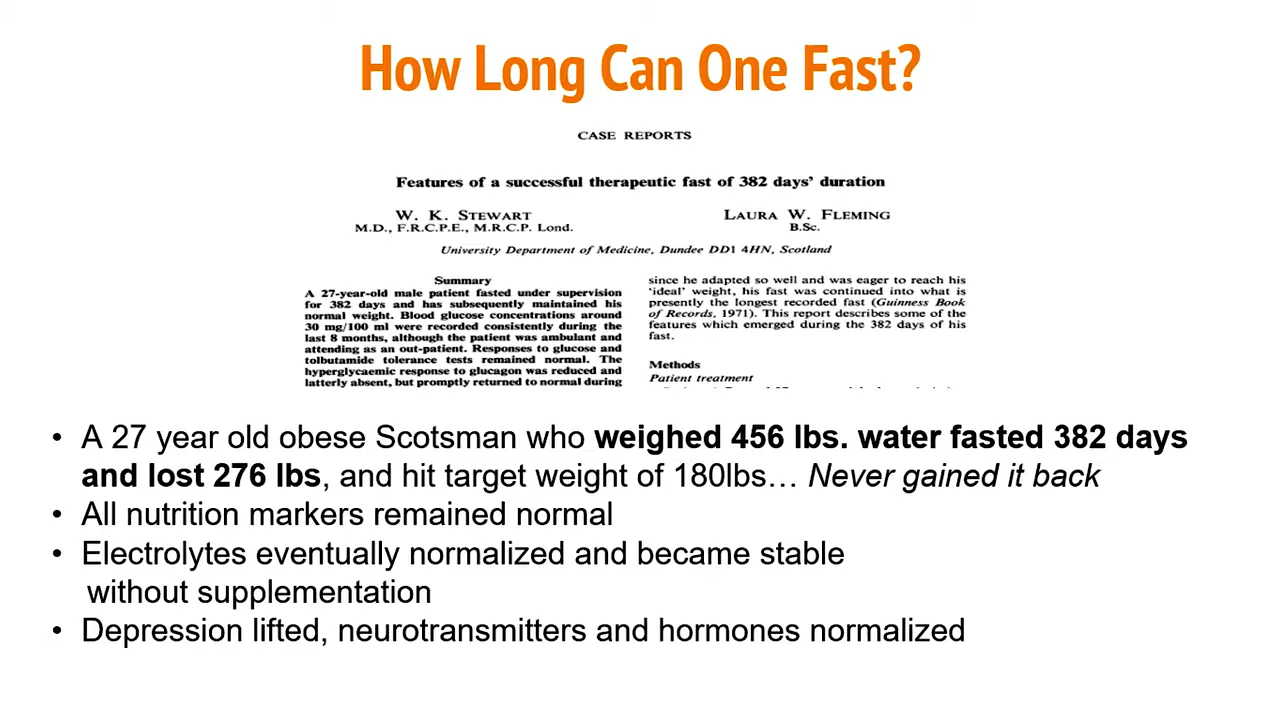 How Long Can One Fast?
CASE REPORTS
Features of a successful therapeutic fast of 382 days' duration
W. K. STEWART
M.D., F.R.C.P.E., M.R.C.P. Lond.
LAURA W. FLEMING
B.Sc.
University Department of Medicine, Dundee DD1 4HN, Scotland
Summary
A 27-year-old male patient fasted under supervision
for 382 days and has subsequently maintained his
normal weight. Blood glucose concentrations around
30 mg/100 ml were recorded consistently during the
last 8 months, although the patient was ambulant and
attending as an out-patient. Responses to glucose and
tolbutamide tolerance tests remained normal. The
hyperglycaemic response to glucagon was reduced and
latterly absent, but promptly returned to normal during
since he adapted so well and was eager to reach his
'ideal' weight, his fast was continued into what is
presently the longest recorded fast (Guinness Book
of Records, 1971). This report describes some of the
features which emerged during the 382 days of his
fast.
Methods
Patient treatment
• A 27 year old obese Scotsman who weighed 456 lbs. water fasted 382 days
and lost 276 lbs, and hit target weight of 180lbs… Never gained it back
• All nutrition markers remained normal
• Electrolytes eventually normalized and became stable
without supplementation
• Depression lifted, neurotransmitters and hormones normalized